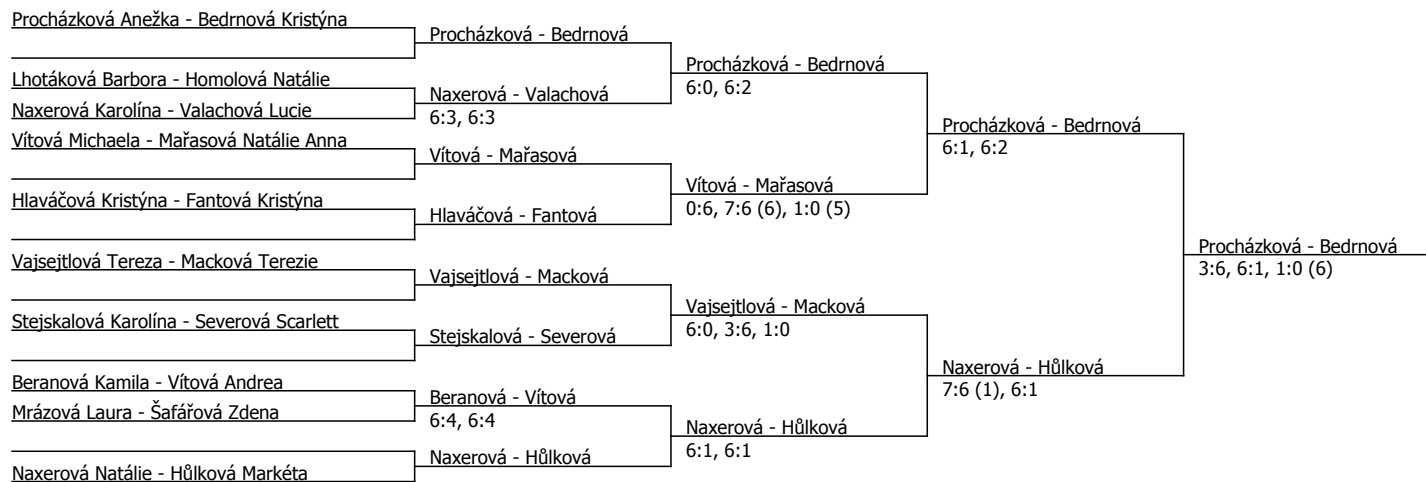 Procházková Anežka - Bedrnová Kristýna
Lhotáková Barbora - Homolová Natálie
Naxerová Karolína - Valachová Lucie
Vítová Michaela - Mařasová Natálie Anna
Hlaváčová Kristýna - Fantová Kristýna
Vajsejtlová Tereza - Macková Terezie
Stejskalová Karolína - Severová Scarlett
Beranová Kamila - Vítová Andrea
Mrázová Laura - Šafářová Zdena
Naxerová Natálie - Hůlková Markéta
Procházková - Bedrnová
Naxerová - Valachová
6:3, 6:3
Vítová - Mařasová
Hlaváčová - Fantová
Vajsejtlová - Macková
Stejskalová - Severová
Beranová - Vítová
6:4, 6:4
Naxerová - Hůlková
Procházková - Bedrnová
6:0, 6:2
Vítová - Mařasová
0:6, 7:6 (6), 1:0 (5)
Vajsejtlová - Macková
6:0, 3:6, 1:0
Naxerová - Hůlková
6:1, 6:1
Procházková - Bedrnová
6:1, 6:2
Naxerová - Hůlková
7:6 (1), 6:1
Procházková - Bedrnová
3:6, 6:1, 1:0 (6)